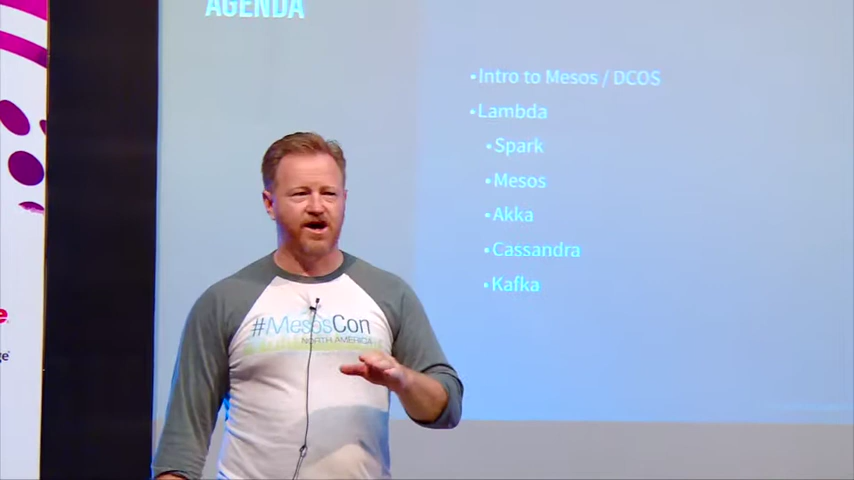 AGENDA
•Intro to Mesos / DCOS
•Lambda
•Spark
•Mesos
•Akka
•Cassandra
•Kafka
#MesosCon
NORTH AMERICA